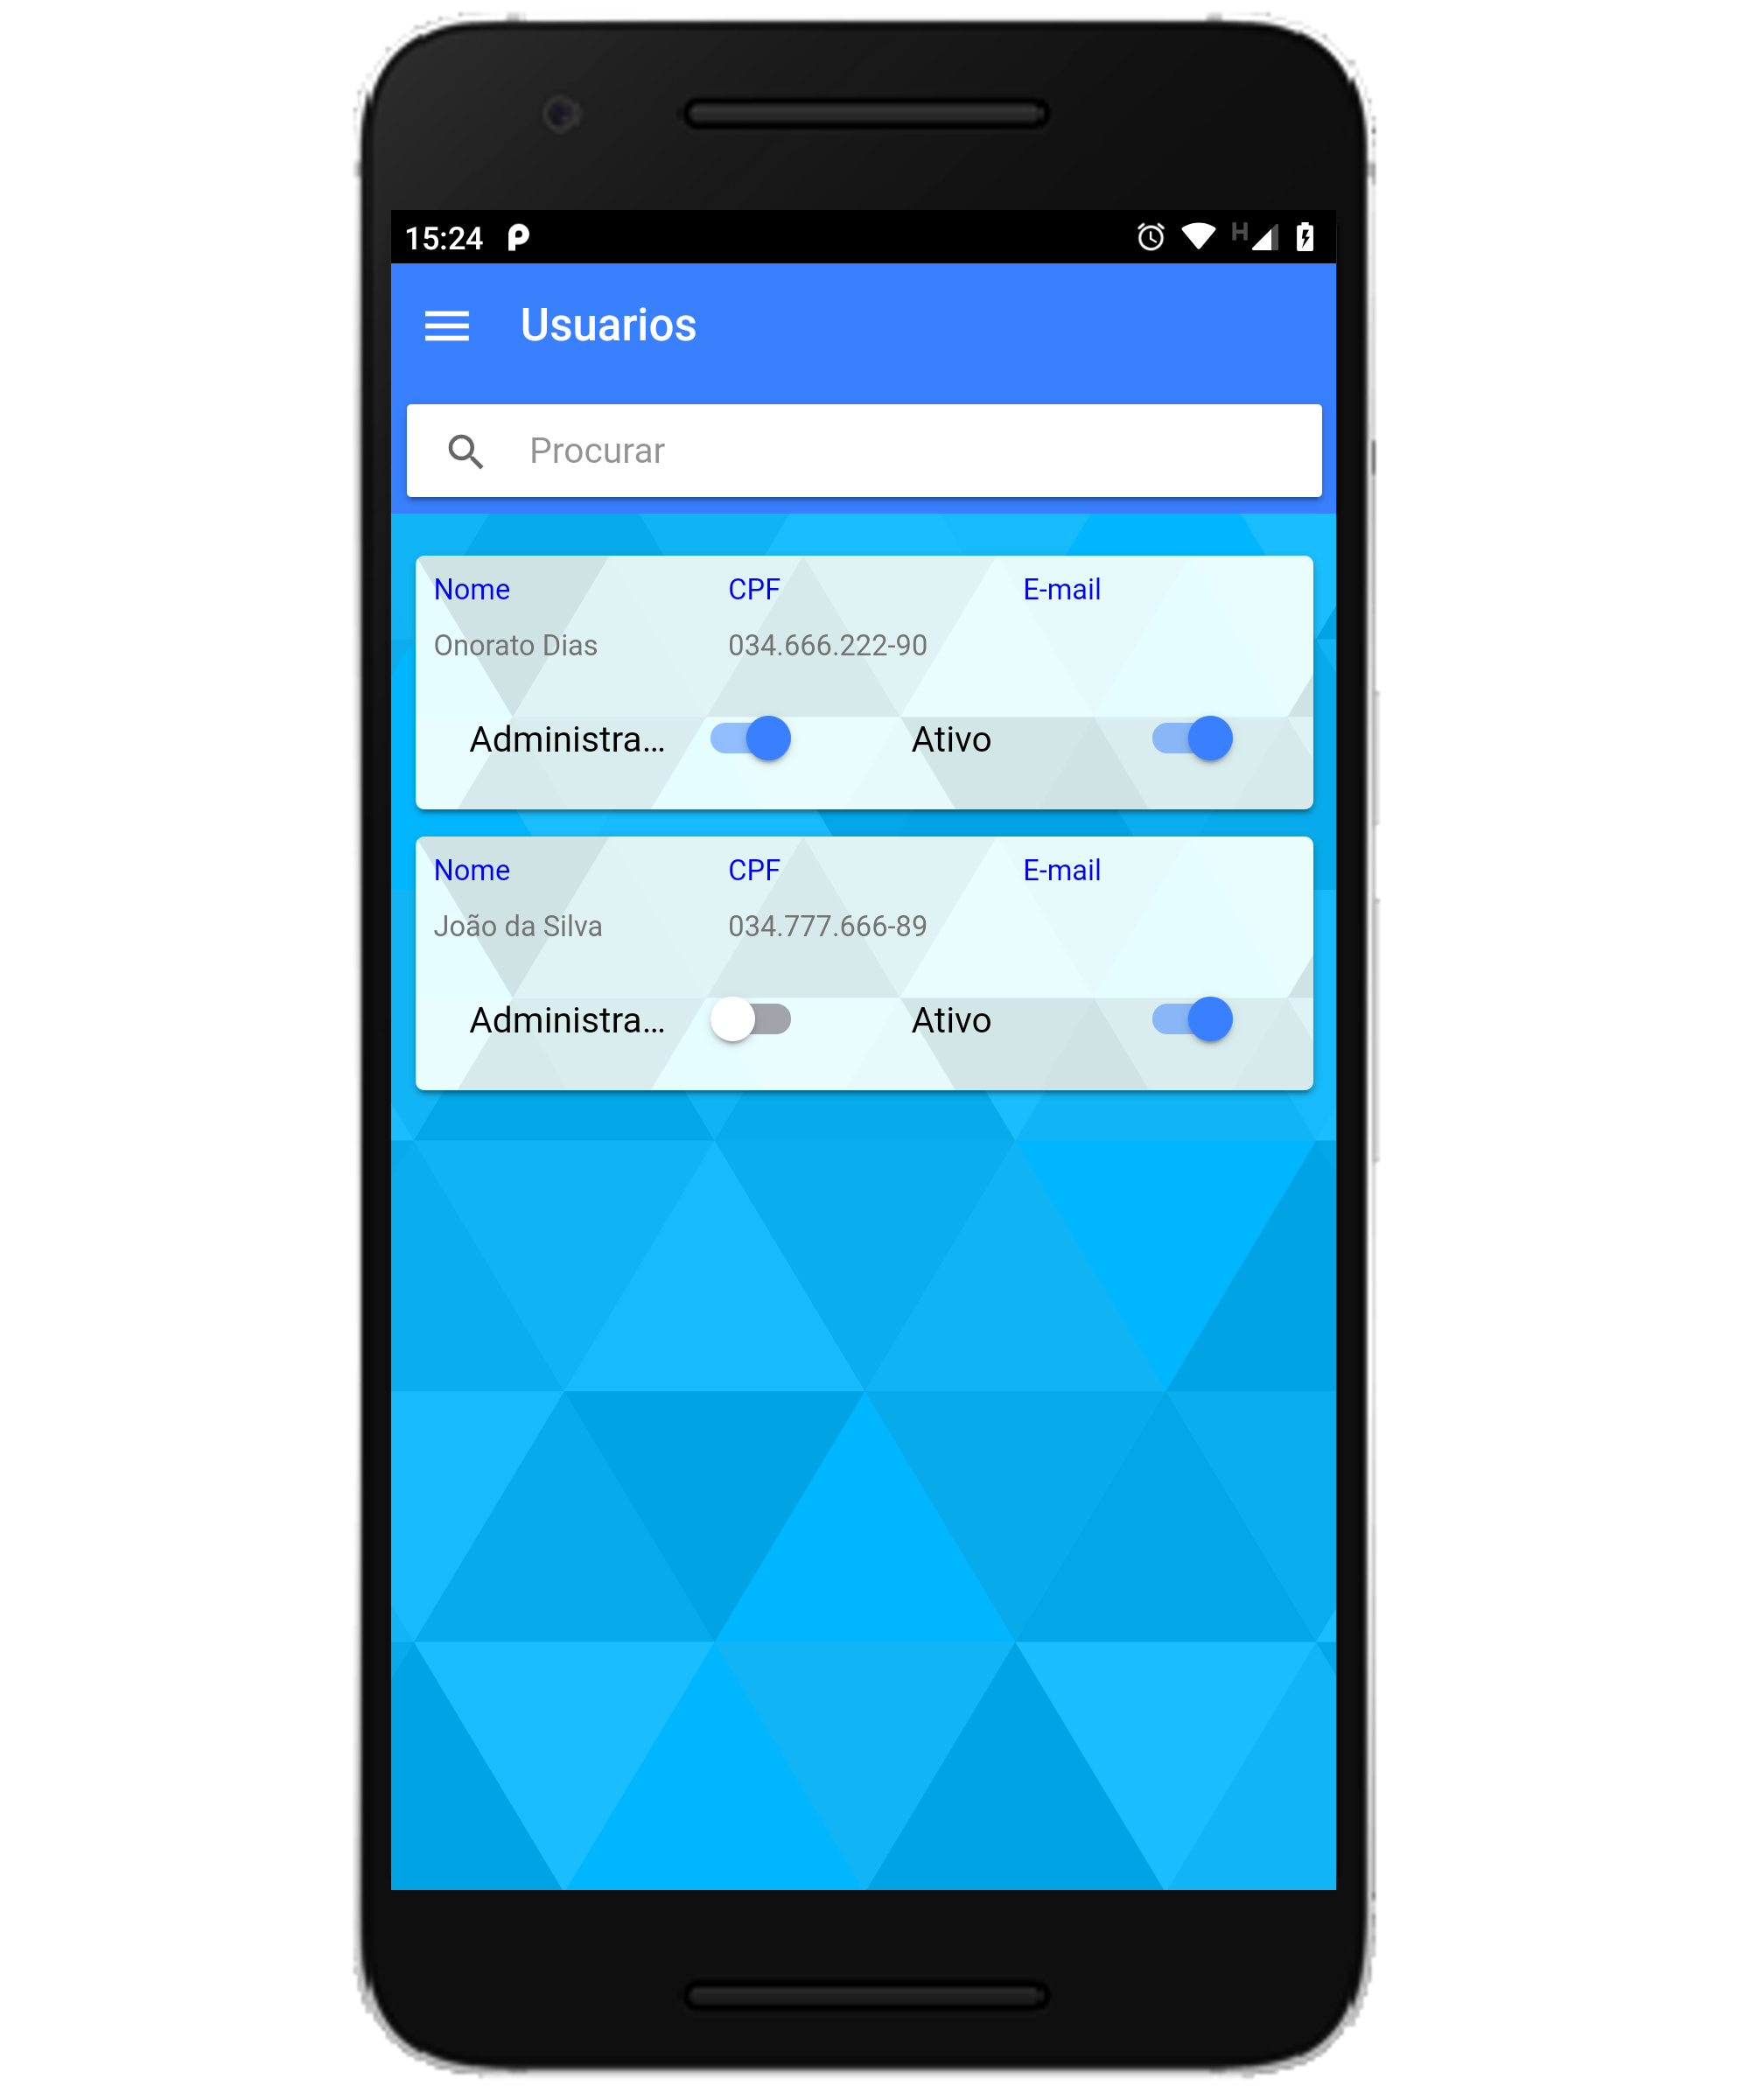 15:24 H
Usuarios
Procurar
Nome CPF E-mail
Onorato Dias 034.666.222-90
Administra... Ativo
Nome CPF E-mail
João da Silva 034.777.666-89
Administra... Ativo